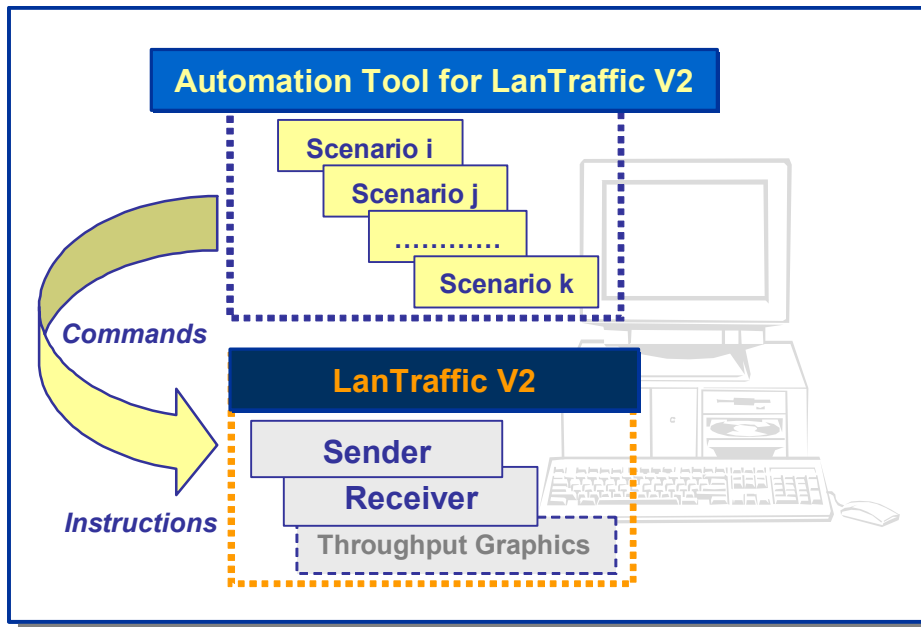 Automation Tool for LanTraffic V2
Scenario i
Scenario j
............
Scenario k
Commands
LanTraffic V2
Sender
Receiver
Instructions
Throughput Graphics